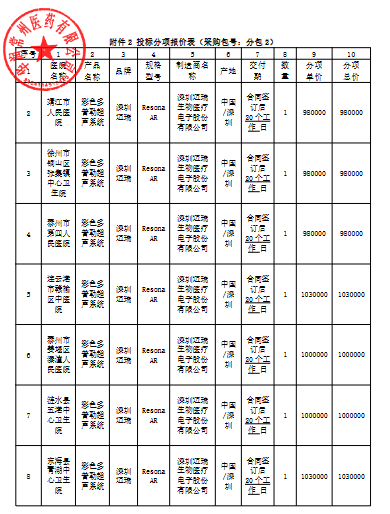 常州医药有限公
附件 2 投标分项报价表（采购包号：分包 2）
序号 1 2 3 4 5 6 7 8 9 10
医院名称 产品名称 品牌 规格型号 制造商名称 产地 交付期 数量 分项单价 分项总价
靖江市人民医院 彩色多普勒超声系统 深圳迈瑞 Resona AR 深圳迈瑞生物医疗电子股份有限公司 中国/深圳 合同签订后 30 个工作 日 1 980000 980000
3 徐州市铜山区张集镇中心卫生院 彩色多普勒超声系统 深圳迈瑞 Resona AR 深圳迈瑞生物医疗电子股份有限公司 中国/深圳 合同签订后 30 个工作 日 1 980000 980000
4 泰州市第四人民医院 彩色多普勒超声系统 深圳迈瑞 Resona AR 深圳迈瑞生物医疗电子股份有限公司 中国/深圳 合同签订后 30 个工作 日 1 980000 980000
5 连云港市赣榆区中医院 彩色多普勒超声系统 深圳迈瑞 Resona AR 深圳迈瑞生物医疗电子股份有限公司 中国/深圳 合同签订后 30 个工作 日 1 1030000 1030000
6 泰州市姜堰区溱潼人民医院 彩色多普勒超声系统 深圳迈瑞 Resona AR 深圳迈瑞生物医疗电子股份有限公司 中国/深圳 合同签订后 30 个工作 日 1 1000000 1000000
7 涟水县五港中心卫生院 彩色多普勒超声系统 深圳迈瑞 Resona AR 深圳迈瑞生物医疗电子股份有限公司 中国/深圳 合同签订后 30 个工作 日 1 1000000 1000000
8 东海县青湖中心卫生院 彩色多普勒超声系统 深圳迈瑞 Resona AR 深圳迈瑞生物医疗电子股份有限公司 中国/深圳 合同签订后 30 个工作 日 1 1030000 1030000